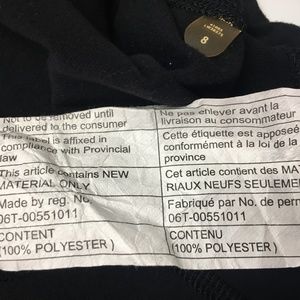 8
Not to be removed until
delivered to the consumer
This label is affixed in
compliance with Provincial
law
This article contains NEW
MATERIAL ONLY
Made by reg. No.
06T-00551011
CONTENT
(100% POLYESTER )
Ne pas enlever avant la
livraison au consommateur
Cette étiquette est apposée
conformément à la loi de la
province
Cet article contient des MAT
RIAUX NEUFS SEULEME
Fabriqué par No. de perm
06T-00551011
CONTENU
(100% POLYESTER )